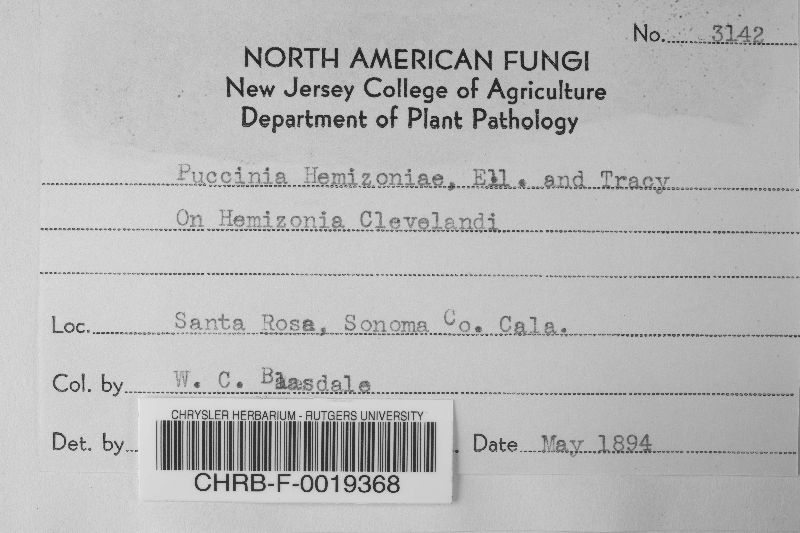 No. 3142
NORTH AMERICAN FUNGI
New Jersey College of Agriculture
Department of Plant Pathology
Puccinia Hemizoniae, Ell. and Tracy
On Hemizonia Clevelandi
Loc. Santa Rosa, Sonoma Co. Cala.
Col. by W. C. Blasdale
Det. by
Date May 1894
CHRYSLER HERBARIUM - RUTGERS UNIVERSITY
CHRB-F-0019368